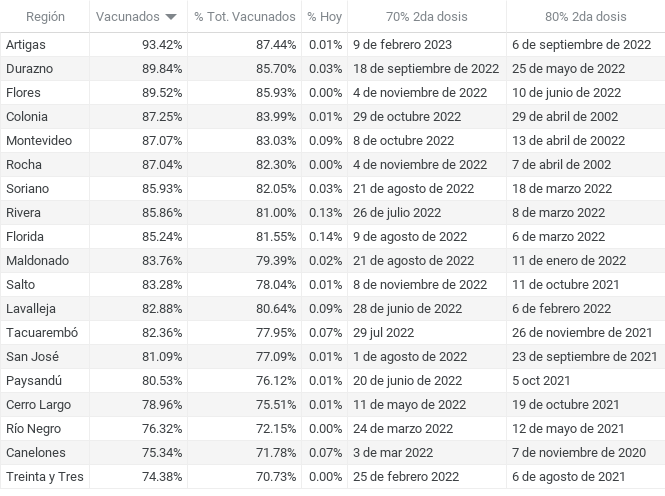 Región Vacunados % Tot. Vacunados % Hoy 70% 2da dosis 80% 2da dosis
Artigas 93.42% 87.44% 0.01% 9 de febrero 2023 6 de septiembre de 2022
Durazno 89.84% 85.70% 0.03% 18 de septiembre de 2022 25 de mayo de 2022
Flores 89.52% 85.93% 0.00% 4 de noviembre de 2022 10 de junio de 2022
Colonia 87.25% 83.99% 0.01% 29 de octubre 2022 29 de abril de 2002
Montevideo 87.07% 83.03% 0.09% 8 de octubre 2022 13 de abril de 20022
Rocha 87.04% 82.30% 0.00% 4 de noviembre de 2022 7 de abril de 2002
Soriano 85.93% 82.05% 0.03% 21 de agosto de 2022 18 de marzo 2022
Rivera 85.86% 81.00% 0.13% 26 de julio 2022 8 de marzo 2022
Florida 85.24% 81.55% 0.14% 9 de agosto de 2022 6 de marzo 2022
Maldonado 83.76% 79.39% 0.02% 21 de agosto de 2022 11 de enero de 2022
Salto 83.28% 78.04% 0.01% 8 de noviembre de 2022 11 de octubre 2021
Lavalleja 82.88% 80.64% 0.09% 28 de junio de 2022 6 de febrero 2022
Tacuarembó 82.36% 77.95% 0.07% 29 jul 2022 26 de noviembre de 2021
San José 81.09% 77.09% 0.01% 1 de agosto de 2022 23 de septiembre de 2021
Paysandú 80.53% 76.12% 0.01% 20 de junio de 2022 5 oct 2021
Cerro Largo 78.96% 75.51% 0.01% 11 de mayo de 2022 19 de octubre 2021
Río Negro 76.32% 72.15% 0.00% 24 de marzo 2022 12 de mayo de 2021
Canelones 75.34% 71.78% 0.07% 3 de mar 2022 7 de noviembre de 2020
Treinta y Tres 74.38% 70.73% 0.00% 25 de febrero 2022 6 de agosto de 2021